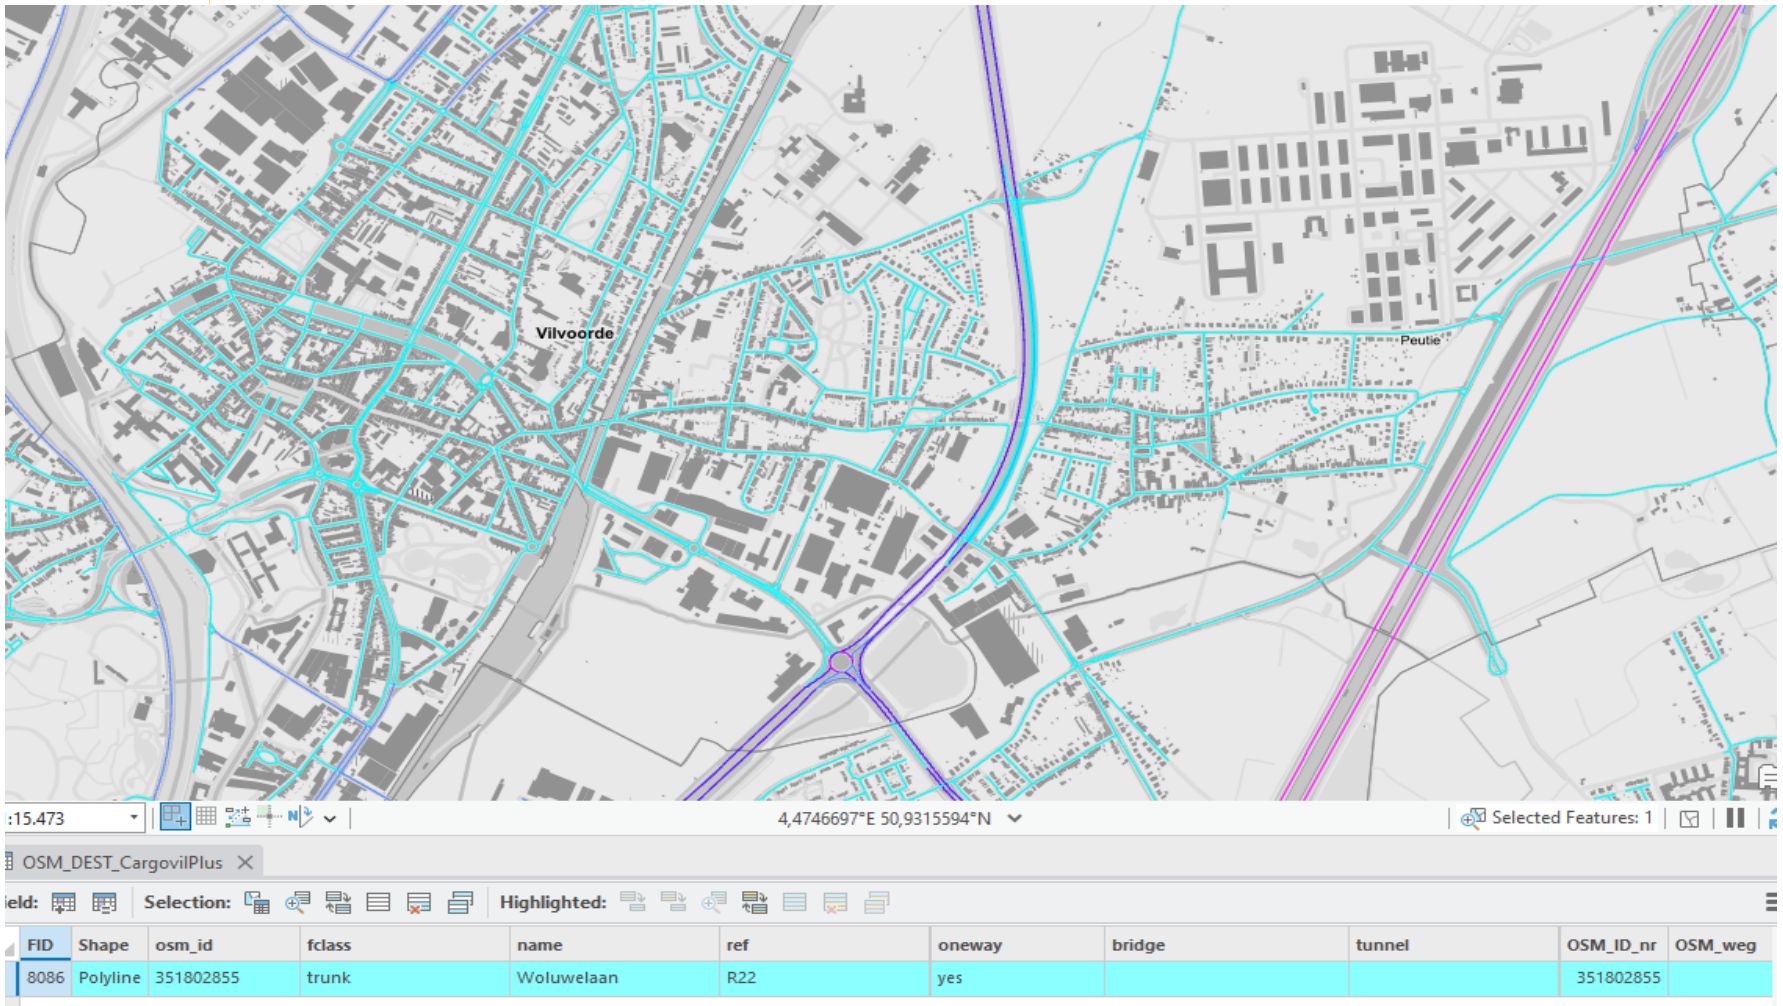 Vilvoorde
Peutie
:15.473
N
4,4746697°E 50,9315594°N
Selected Features: 1
OSM_DEST_CargovilPlus
ield:
Selection:
Highlighted:
FID Shape osm_id fclass name ref oneway bridge tunnel OSM_ID_nr OSM_weg
8086 Polyline 351802855 trunk Woluwelaan R22 yes 351802855